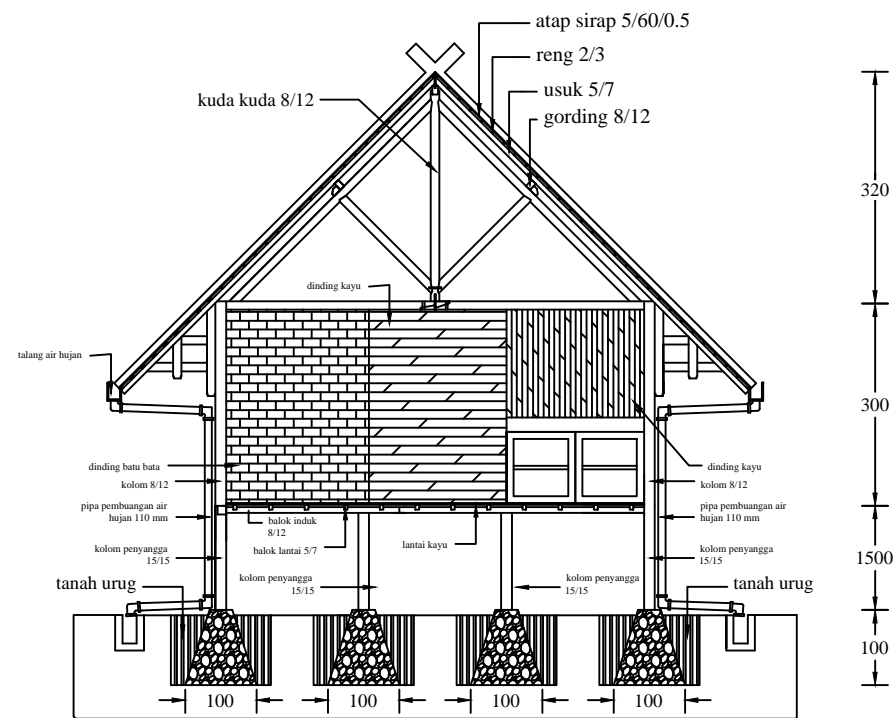 atap sirap 5/60/0.5
reng 2/3
usuk 5/7
kuda kuda 8/12
gording 8/12
320
dinding kayu
talang air hujan
300
dinding batu bata
dinding kayu
kolom 8/12
kolom 8/12
pipa pembuangan air
hujan 110 mm
balok induk
8/12
balok lantai 5/7
lantai kayu
pipa pembuangan air
hujan 110 mm
kolom penyangga
15/15
kolom penyangga
15/15
1500
tanah urug
kolom penyangga
15/15
kolom penyangga
15/15
tanah urug
100
100
100
100
100